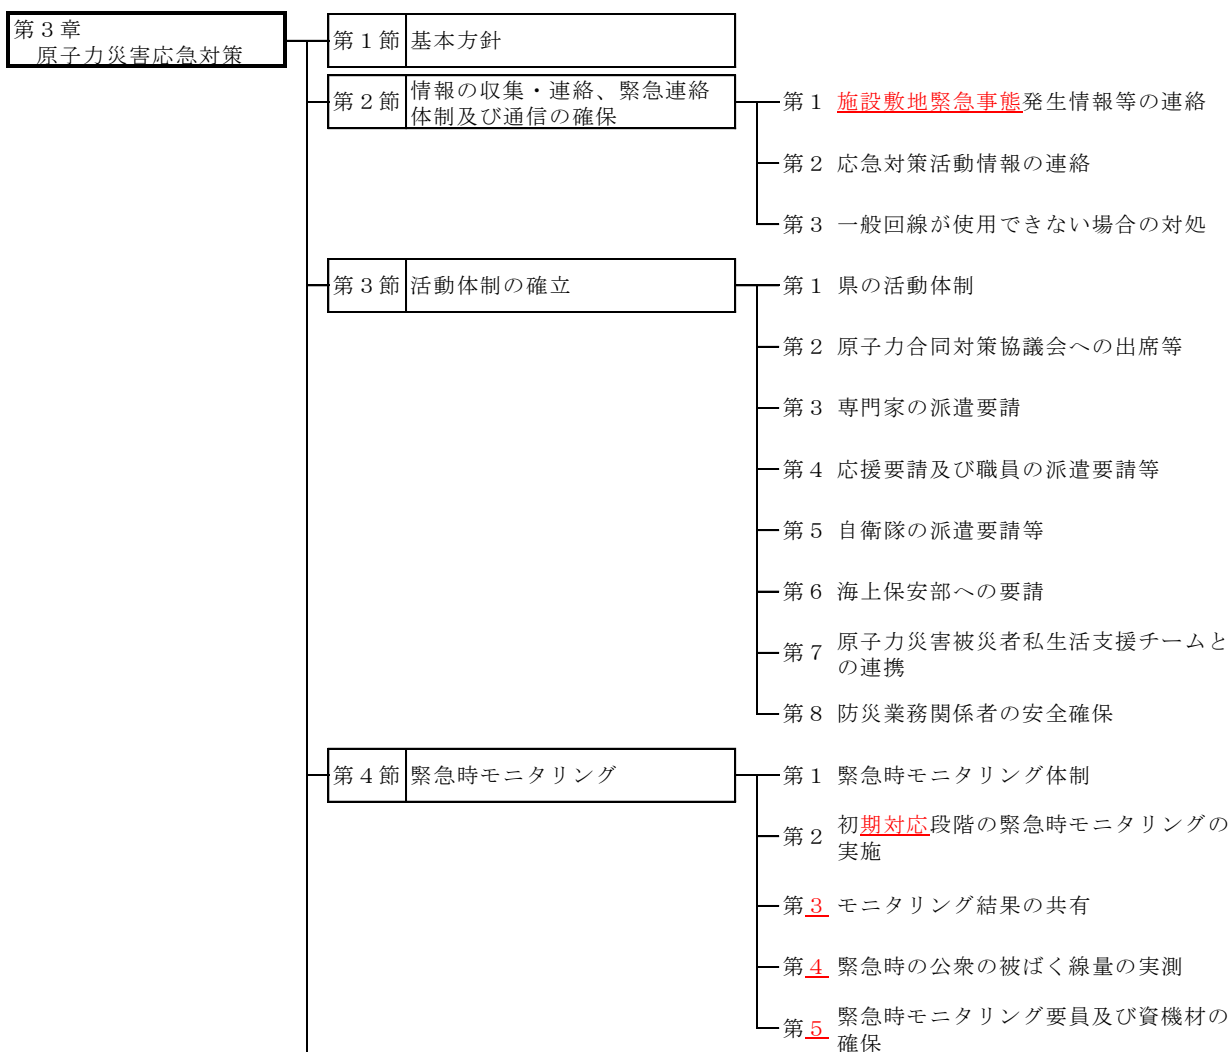 第３章
原子力災害応急対策
第１節 基本方針
第２節 情報の収集・連絡、緊急連絡
体制及び通信の確保
第１ 施設敷地緊急事態発生情報等の連絡
第２ 応急対策活動情報の連絡
第３ 一般回線が使用できない場合の対処
第３節 活動体制の確立
第１ 県の活動体制
第２ 原子力合同対策協議会への出席等
第３ 専門家の派遣要請
第４ 応援要請及び職員の派遣要請等
第５ 自衛隊の派遣要請等
第６ 海上保安部への要請
第７ 原子力災害被災者私生活支援チームと
の連携
第８ 防災業務関係者の安全確保
第４節 緊急時モニタリング
第１ 緊急時モニタリング体制
第２ 初期対応段階の緊急時モニタリングの
実施
第３ モニタリング結果の共有
第４ 緊急時の公衆の被ばく線量の実測
第５ 緊急時モニタリング要員及び資機材の
確保